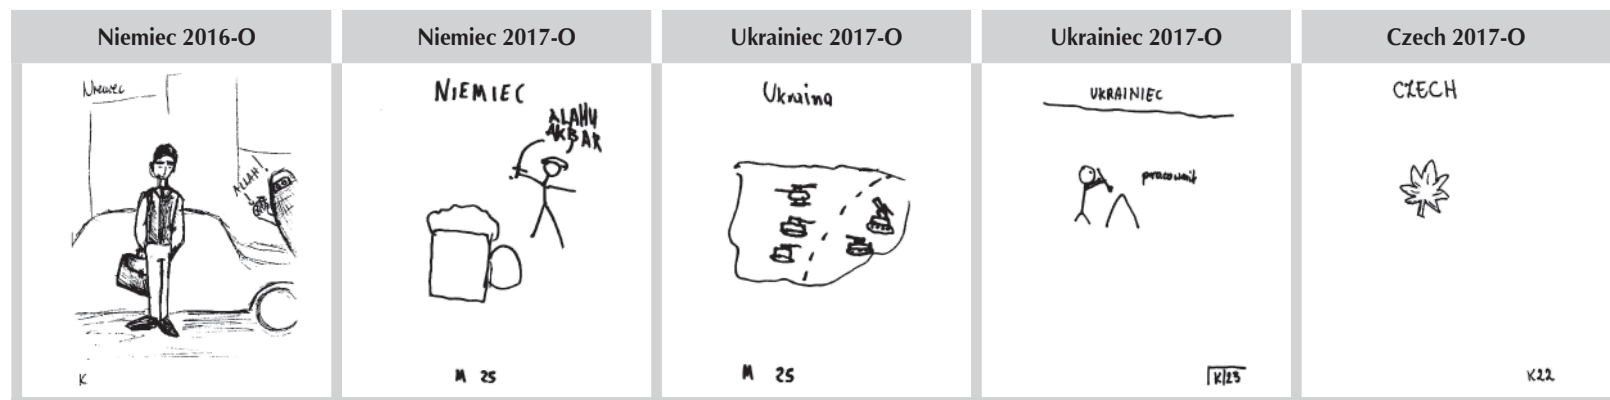 Niemiec 2016-O
Niemiec 2017-O
Ukrainiec 2017-O
Ukrainiec 2017-O
Czech 2017-O
Niemiec
ALLAH!
K
NIEMIEC
ALAHU
AKBAR
M 25
Ukraina
M 25
UKRAINIEC
pracownik
K/23
CZECH
K22